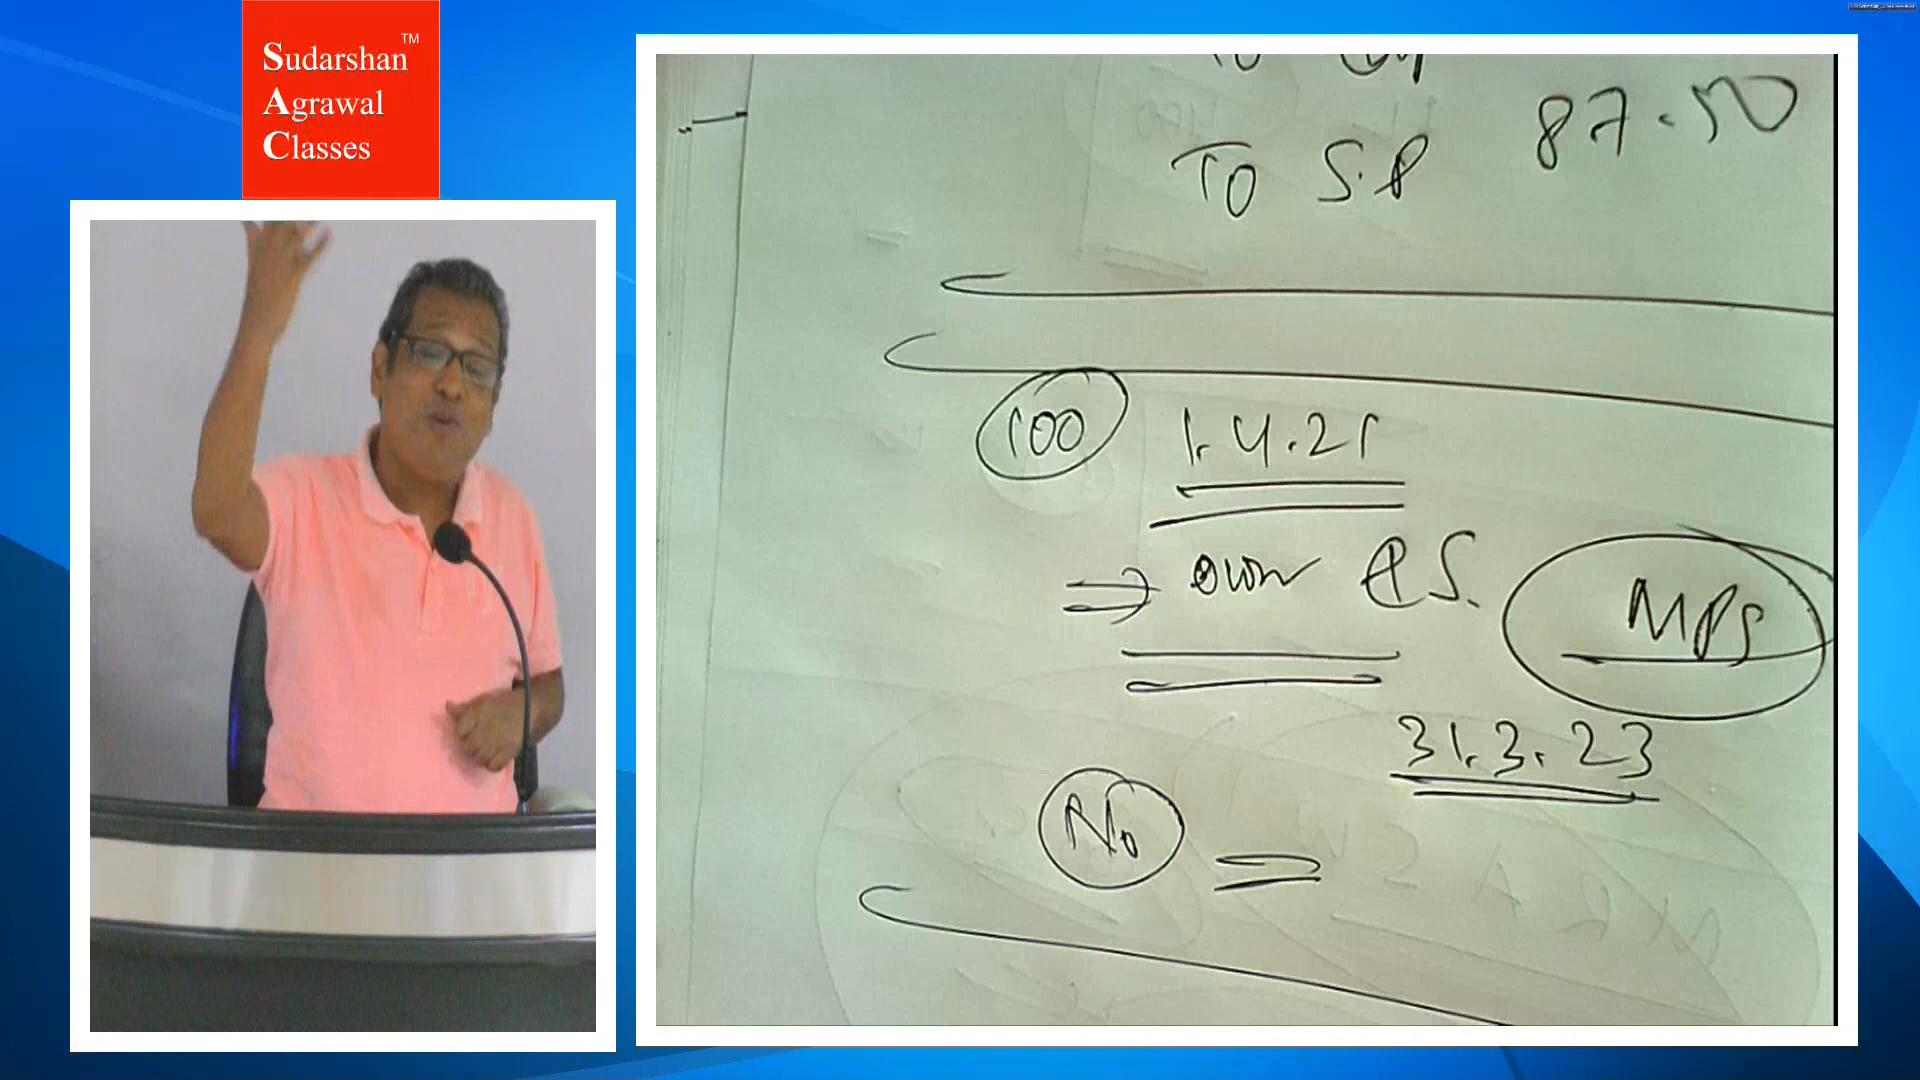 Sudarshan™
Agrawal
Classes
To S.P 87.50
100 1.4.21
⇒ own P.S. MPS
31.3.23
No =